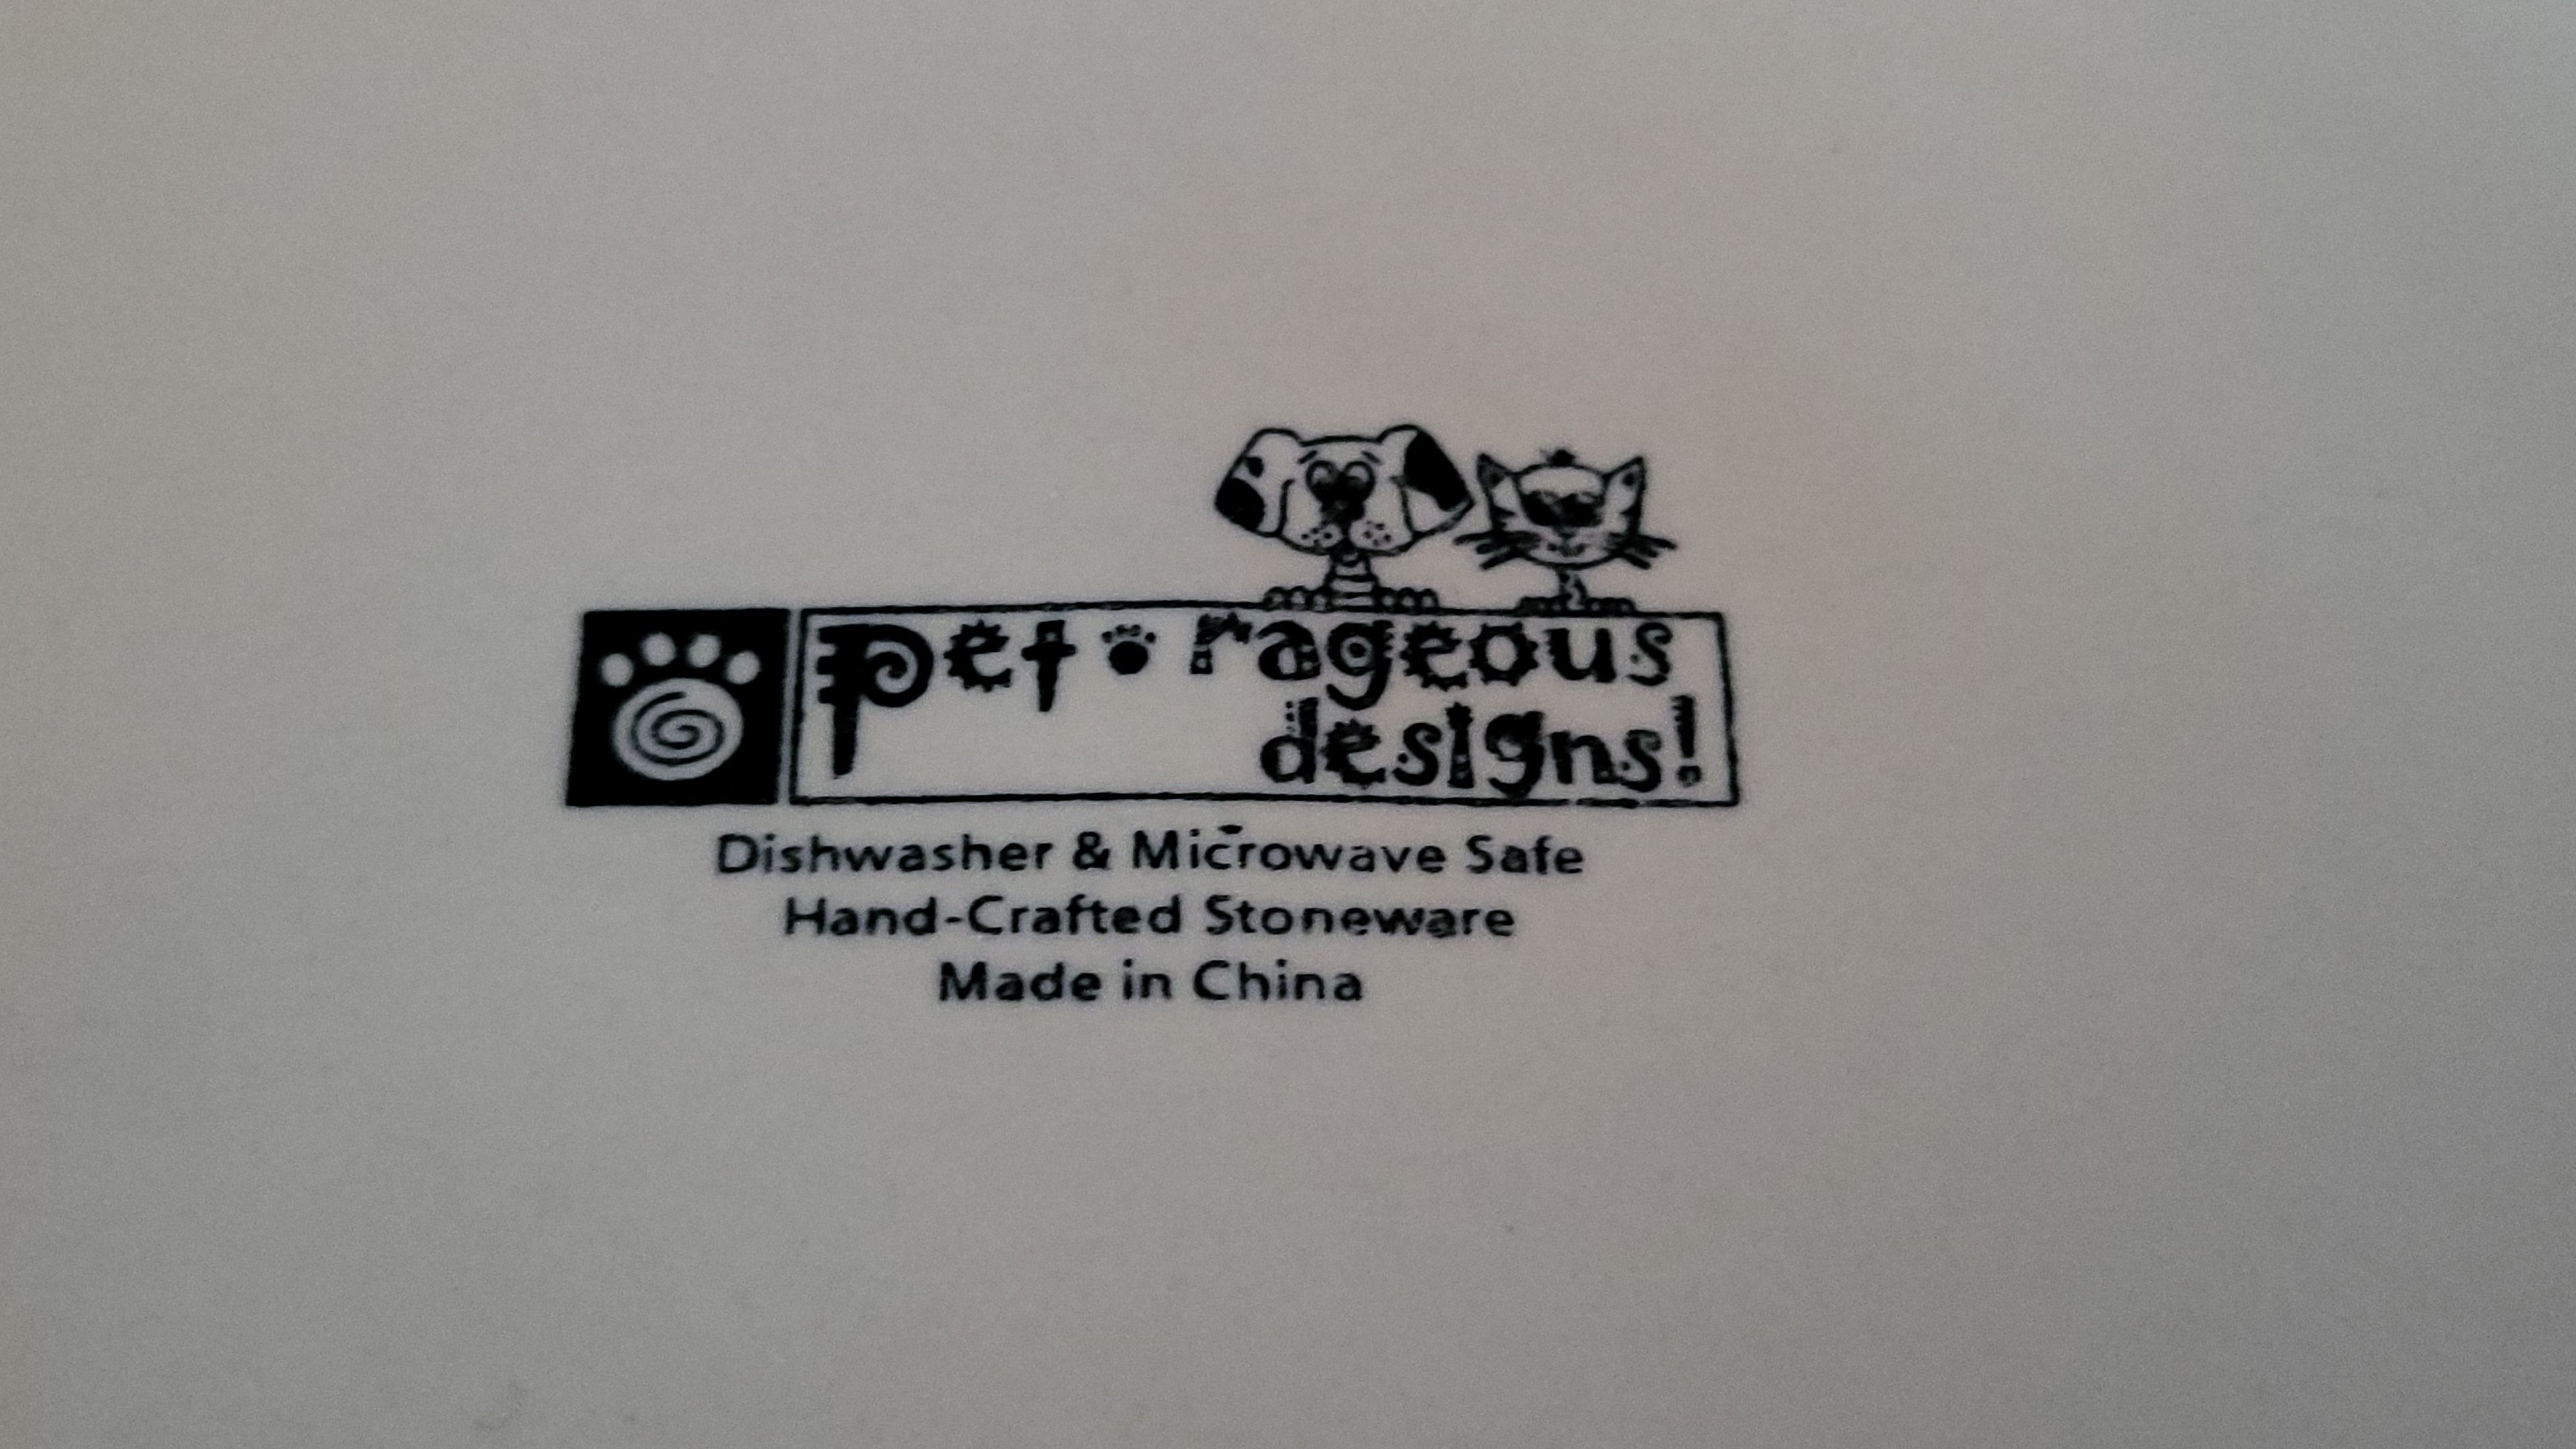 pet rageous
designs!
Dishwasher & Microwave Safe
Hand-Crafted Stoneware
Made in China